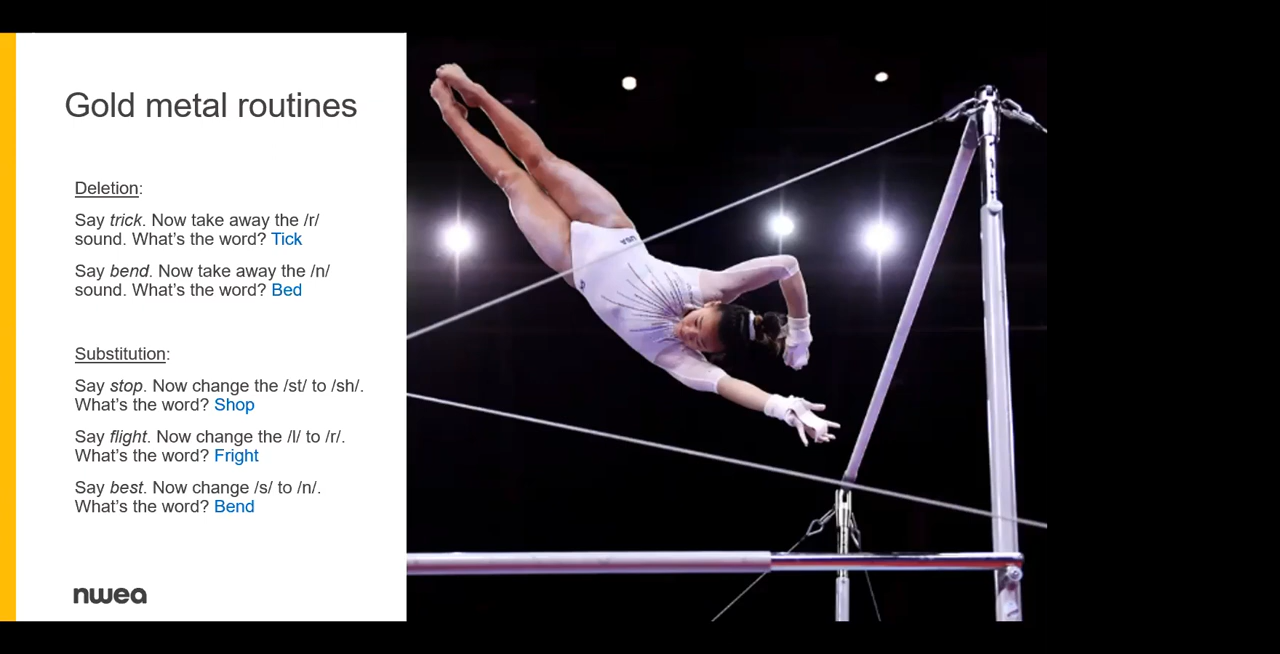 Gold metal routines
Deletion:
Say trick. Now take away the /r/
sound. What’s the word? Tick
Say bend. Now take away the /n/
sound. What’s the word? Bed
Substitution:
Say stop. Now change the /st/ to /sh/.
What’s the word? Shop
Say flight. Now change the /l/ to /r/.
What’s the word? Fright
Say best. Now change /s/ to /n/.
What’s the word? Bend
nwea
USA